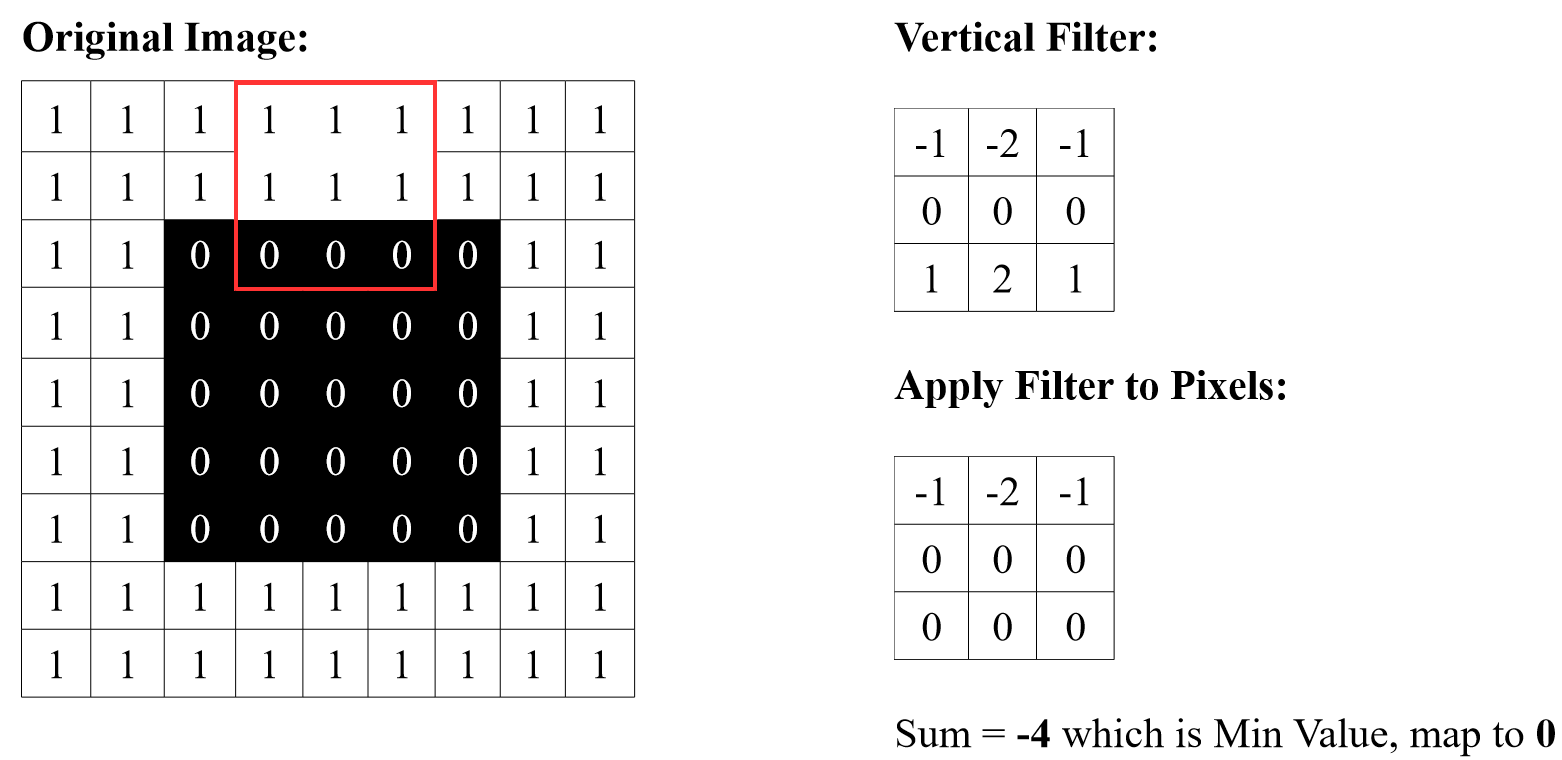 Original Image:
1 1 1 1 1 1 1 1 1
1 1 1 1 1 1 1 1 1
1 1 0 0 0 0 0 1 1
1 1 0 0 0 0 0 1 1
1 1 0 0 0 0 0 1 1
1 1 0 0 0 0 0 1 1
1 1 0 0 0 0 0 1 1
1 1 1 1 1 1 1 1 1
1 1 1 1 1 1 1 1 1
Vertical Filter:
-1 -2 -1
0 0 0
1 2 1
Apply Filter to Pixels:
-1 -2 -1
0 0 0
0 0 0
Sum = -4 which is Min Value, map to 0